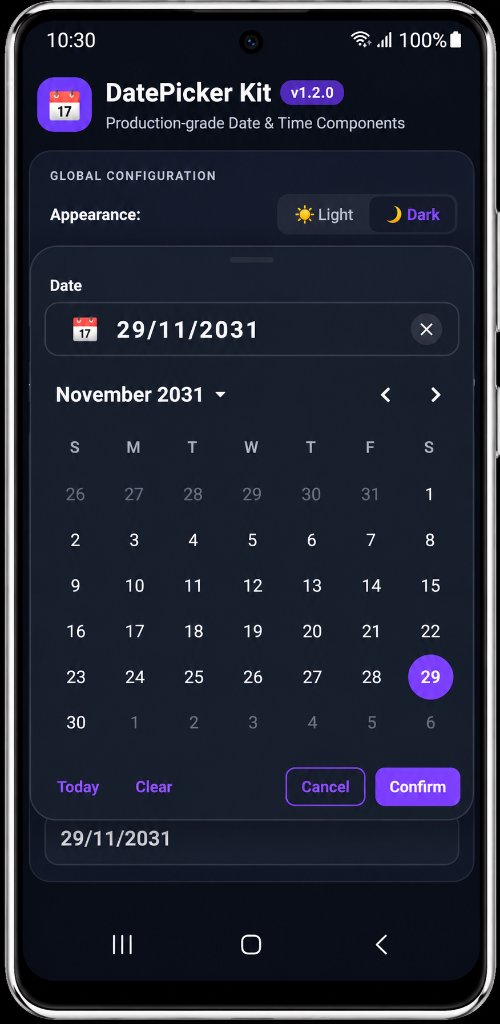 10:30 100%
DatePicker Kit v1.2.0
Production-grade Date & Time Components
GLOBAL CONFIGURATION
Appearance: Light Dark
Date
17 29/11/2031
November 2031
S M T W T F S
26 27 28 29 30 31 1
2 3 4 5 6 7 8
9 10 11 12 13 14 15
16 17 18 19 20 21 22
23 24 25 26 27 28 29
30 1 2 3 4 5 6
Today Clear Cancel Confirm
29/11/2031